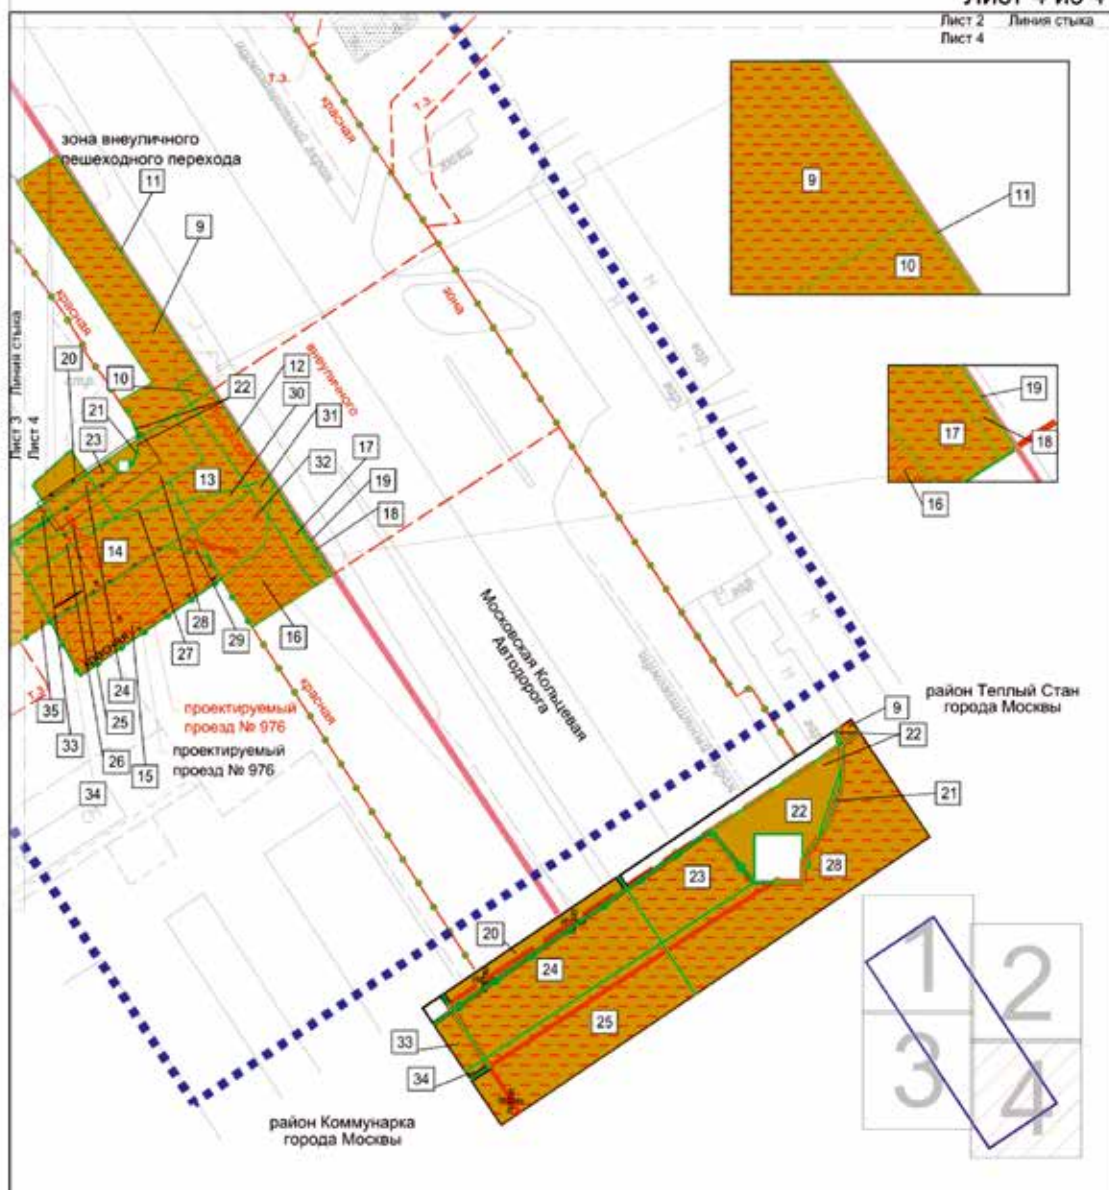 Лист 4 из 4
Лист 2 Линия стыка
Лист 4
зона внеуличного
пешеходного перехода
11
9
т.з.
красная
т.з.
9
11
10
красная
зона
Лист 3 Линия стыка
Лист 4
20
10
21
23
22
внеуличного
12
30
31
32
13
17
19
18
14
16
19
17
18
16
28
29
27
24
25
26
15
35
33
34
т.з.
красная
красная
проектируемый
проезд № 976
проектируемый
проезд № 976
Московская Кольцевая
Автодорога
район Теплый Стан
города Москвы
9
22
21
22
28
23
20
24
25
33
34
район Коммунарка
города Москвы
1
2
3
4